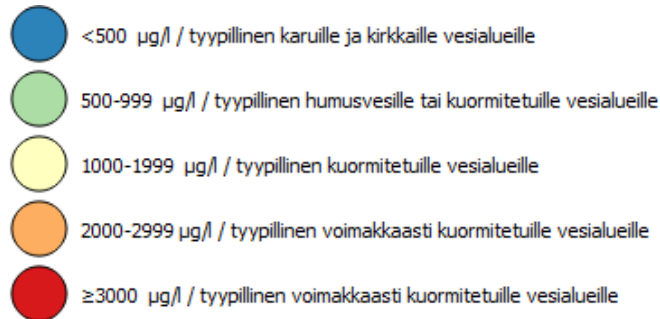 <500 µg/l / tyypillinen karuille ja kirkkaille vesialueille
500-999 µg/l / tyypillinen humusvesille tai kuormitetuille vesialueille
1000-1999 µg/l / tyypillinen kuormitetuille vesialueille
2000-2999 µg/l / tyypillinen voimakkaasti kuormitetuille vesialueille
≥3000 µg/l / tyypillinen voimakkaasti kuormitetuille vesialueille